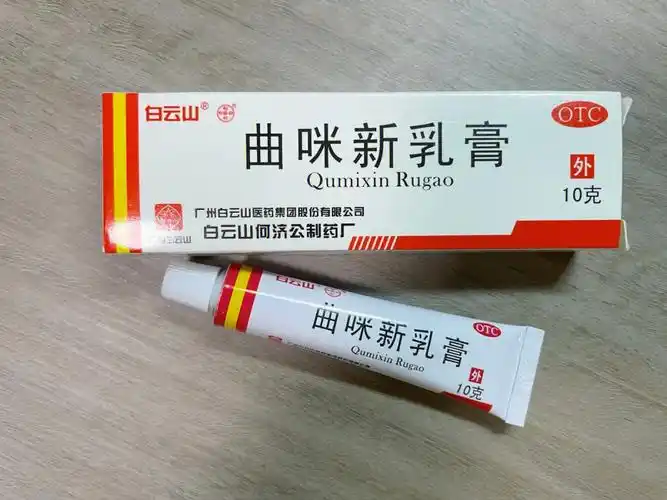 白云山®
OTC
曲咪新乳膏
Qumixin Rugao
外
10克
广州白云山医药集团股份有限公司
白云山何济公制药厂
白云山
曲咪新乳膏
Qumixin Rugao
OTC
外
10克